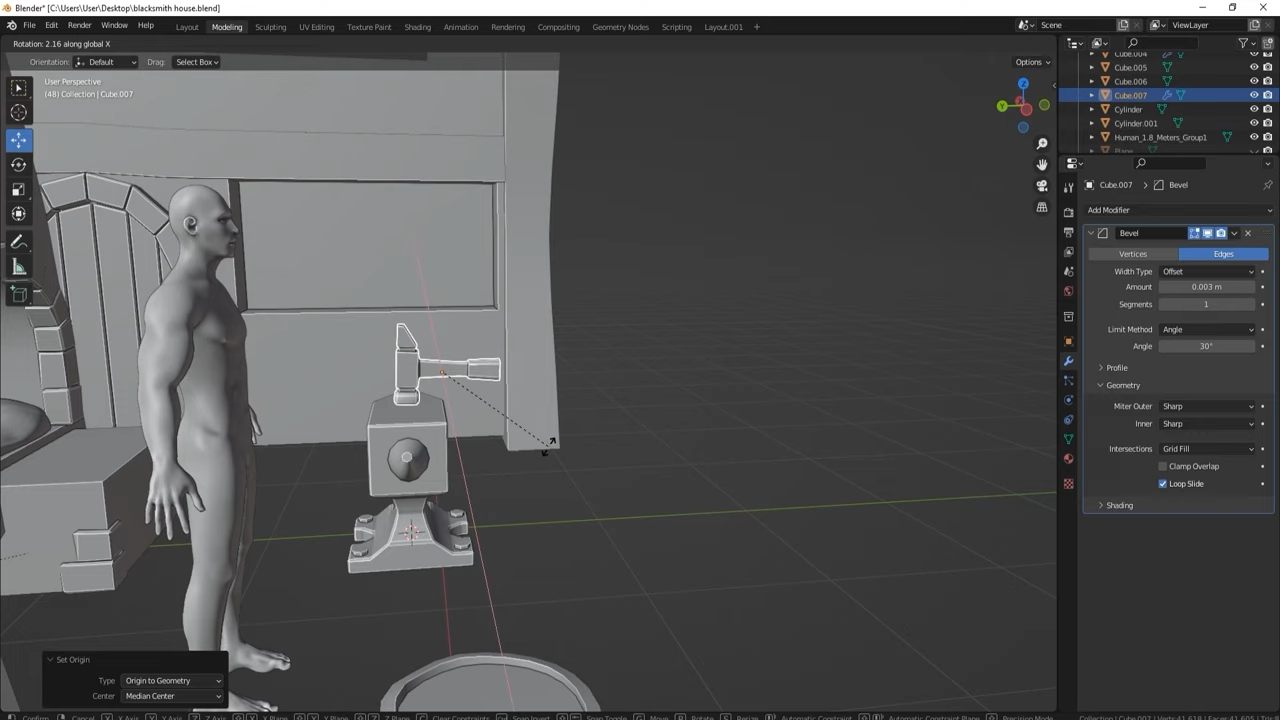 Blender* [C:\Users\User\Desktop\blacksmith house.blend]
File Edit Render Window Help Layout Modeling Sculpting UV Editing Texture Paint Shading Animation Rendering Compositing Geometry Nodes Scripting Layout.001 + Scene ViewLayer
Rotation: 2.16 along global X
Orientation: Default Drag: Select Box Options
User Perspective
(48) Collection | Cube.007
Cube.004
Cube.005
Cube.006
Cube.007
Cylinder
Cylinder.001
Human_1.8_Meters_Group1
Plane
Z
Y
Cube.007 > Bevel
Add Modifier
Bevel
Vertices Edges
Width Type Offset
Amount 0.003 m
Segments 1
Limit Method Angle
Angle 30°
Profile
Geometry
Miter Outer Sharp
Inner Sharp
Intersections Grid Fill
Clamp Overlap
Loop Slide
Shading
Set Origin
Type Origin to Geometry
Center Median Center